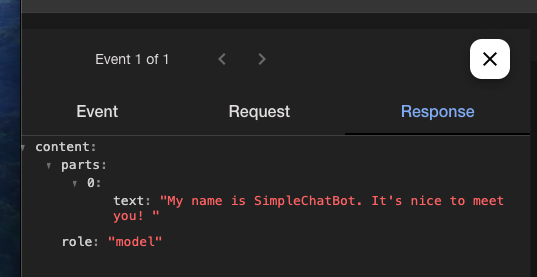 Event 1 of 1
Event Request Response
content:
parts:
0:
text: "My name is SimpleChatBot. It's nice to meet
you! "
role: "model"